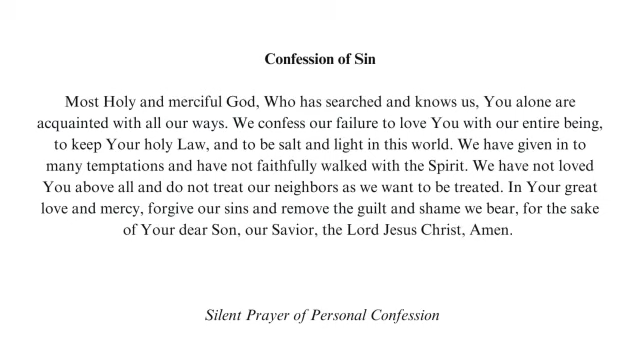 Confession of Sin
Most Holy and merciful God, Who has searched and knows us, You alone are
acquainted with all our ways. We confess our failure to love You with our entire being,
to keep Your holy Law, and to be salt and light in this world. We have given in to
many temptations and have not faithfully walked with the Spirit. We have not loved
You above all and do not treat our neighbors as we want to be treated. In Your great
love and mercy, forgive our sins and remove the guilt and shame we bear, for the sake
of Your dear Son, our Savior, the Lord Jesus Christ, Amen.
Silent Prayer of Personal Confession